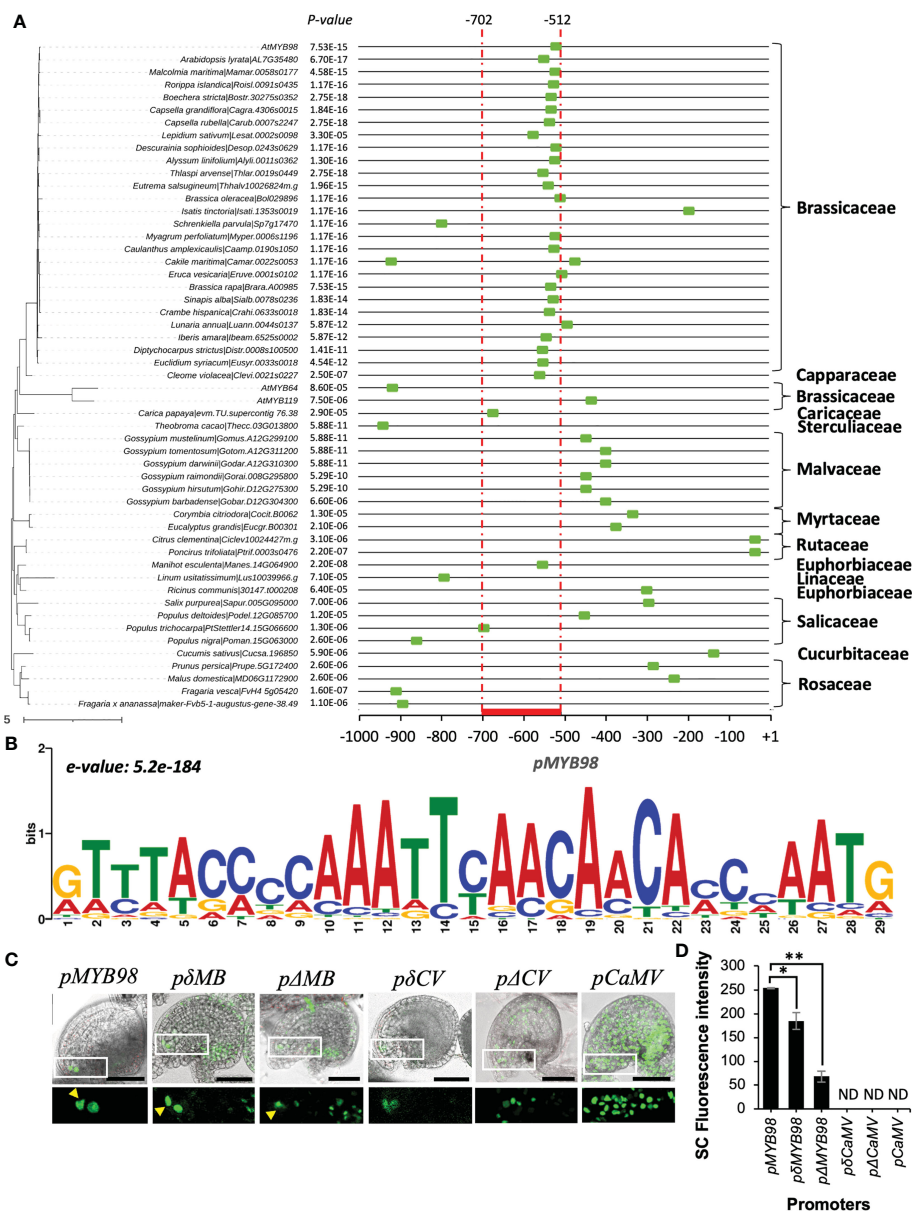 A
P-value
-702
-512
AtMYB98 7.53E-15
Arabidopsis lyrata|AL7G35480 6.70E-17
Malcolmia maritima|Mamar.0058s0177 4.58E-15
Rorippa islandica|Roisl.0091s0435 1.17E-16
Boechera stricta|Bostr.30275s0352 2.75E-18
Capsella grandiflora|Cagra.4306s0015 1.84E-16
Capsella rubella|Carub.0007s2247 2.75E-18
Lepidium sativum|Lesat.0002s0098 3.30E-05
Descurainia sophioides|Desop.0243s0629 1.17E-16
Alyssum linifolium|Alyli.0011s0362 1.30E-16
Thlaspi arvense|Thlar.0019s0449 2.75E-18
Eutrema salsugineum|Thhalv10026824m.g 1.96E-15
Brassica oleracea|Bol029896 1.17E-16
Isatis tinctoria|Isati.1353s0019 1.17E-16
Schrenkiella parvula|Sp7g17470 1.17E-16
Myagrum perfoliatum|Myper.0006s1196 1.17E-16
Caulanthus amplexicaulis|Caamp.0190s1050 1.17E-16
Cakile maritima|Camar.0022s0053 1.17E-16
Eruca vesicaria|Eruve.0001s0102 1.17E-16
Brassica rapa|Brara.A00985 7.53E-15
Sinapis alba|Sialb.0078s0236 1.83E-14
Crambe hispanica|Crahi.0633s0018 1.83E-14
Lunaria annua|Luann.0044s0137 5.87E-12
Iberis amara|Ibeam.6525s0002 5.87E-12
Diptychocarpus strictus|Distr.0008s100500 1.41E-11
Euclidium syriacum|Eusyr.0033s0018 4.54E-12
Cleome violacea|Clevi.0021s0227 2.50E-07
AtMYB64 8.60E-05
AtMYB119 7.50E-06
Carica papaya|evm.TU.supercontig 76.38 2.90E-05
Theobroma cacao|Thecc.03G013800 5.88E-11
Gossypium mustelinum|Gomus.A12G299100 5.88E-11
Gossypium tomentosum|Gotom.A12G311200 5.88E-11
Gossypium darwinii|Godar.A12G310300 5.88E-11
Gossypium raimondii|Gorai.008G295800 5.29E-10
Gossypium hirsutum|Gohir.D12G275300 5.29E-10
Gossypium barbadense|Gobar.D12G304300 6.60E-06
Corymbia citriodora|Cocit.B0062 1.30E-05
Eucalyptus grandis|Eucgr.B00301 2.10E-06
Citrus clementina|Ciclev10024427m.g 3.10E-06
Poncirus trifoliata|Ptrif.0003s0476 2.20E-07
Manihot esculenta|Manes.14G064900 2.20E-08
Linum usitatissimum|Lus10039966.g 7.10E-05
Ricinus communis|30147.t000208 6.40E-05
Salix purpurea|Sapur.005G095000 7.00E-06
Populus deltoides|Podel.12G085700 1.20E-05
Populus trichocarpa|PtStettler14.15G066600 1.30E-06
Populus nigra|Poman.15G063000 2.60E-06
Cucumis sativus|Cucsa.196850 5.90E-06
Prunus persica|Prupe.5G172400 2.60E-06
Malus domestica|MD06G1172900 2.60E-06
Fragaria vesca|FvH4 5g05420 1.60E-07
Fragaria x ananassa|maker-Fvb5-1-augustus-gene-38.49 1.10E-06
Brassicaceae
Capparaceae
Brassicaceae
Caricaceae
Sterculiaceae
Malvaceae
Myrtaceae
Rutaceae
Euphorbiaceae
Linaceae
Euphorbiaceae
Salicaceae
Cucurbitaceae
Rosaceae
5
-1000 -900 -800 -700 -600 -500 -400 -300 -200 -100 +1
pMYB98
B
e-value: 5.2e-184
2
1
0
bits
GTTTACCCCAAATTCAACAACACCAATG
1 2 3 4 5 6 7 8 9 10 11 12 13 14 15 16 17 18 19 20 21 22 23 24 25 26 27 28 29
C
pMYB98 pδMB pΔMB pδCV pΔCV pCaMV
D
SC Fluorescence intensity
300
250
200
150
100
50
0
**
*
ND ND ND
pMYB98
pδMYB98
pΔMYB98
pδCaMV
pΔCaMV
pCaMV
Promoters